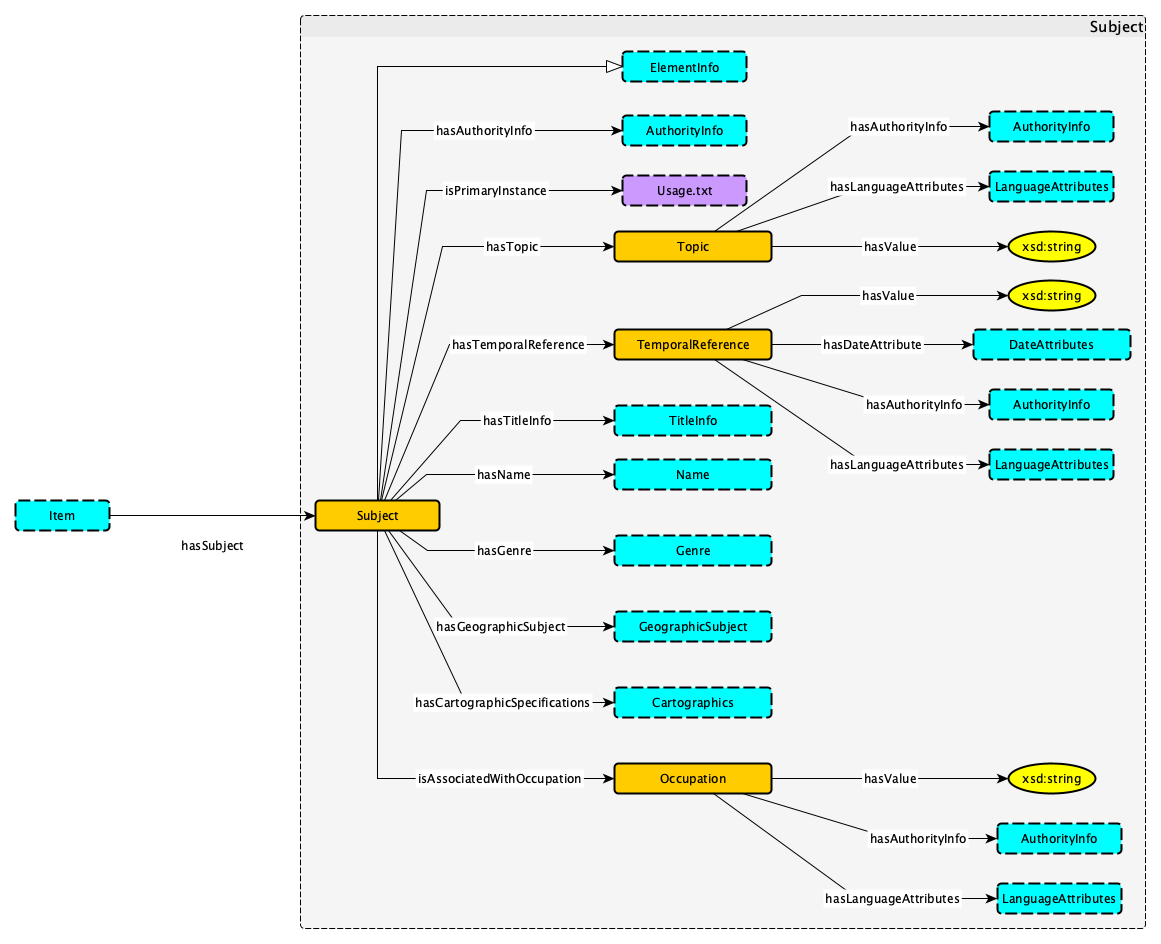 Subject
ElementInfo
hasAuthorityInfo
AuthorityInfo
hasAuthorityInfo
AuthorityInfo
isPrimaryInstance
Usage.txt
hasLanguageAttributes
LanguageAttributes
hasTopic
Topic
hasValue
xsd:string
hasValue
xsd:string
hasTemporalReference
TemporalReference
hasDateAttribute
DateAttributes
hasAuthorityInfo
AuthorityInfo
hasTitleInfo
TitleInfo
hasLanguageAttributes
LanguageAttributes
hasName
Name
Item
hasSubject
Subject
hasGenre
Genre
hasGeographicSubject
GeographicSubject
hasCartographicSpecifications
Cartographics
isAssociatedWithOccupation
Occupation
hasValue
xsd:string
hasAuthorityInfo
AuthorityInfo
hasLanguageAttributes
LanguageAttributes